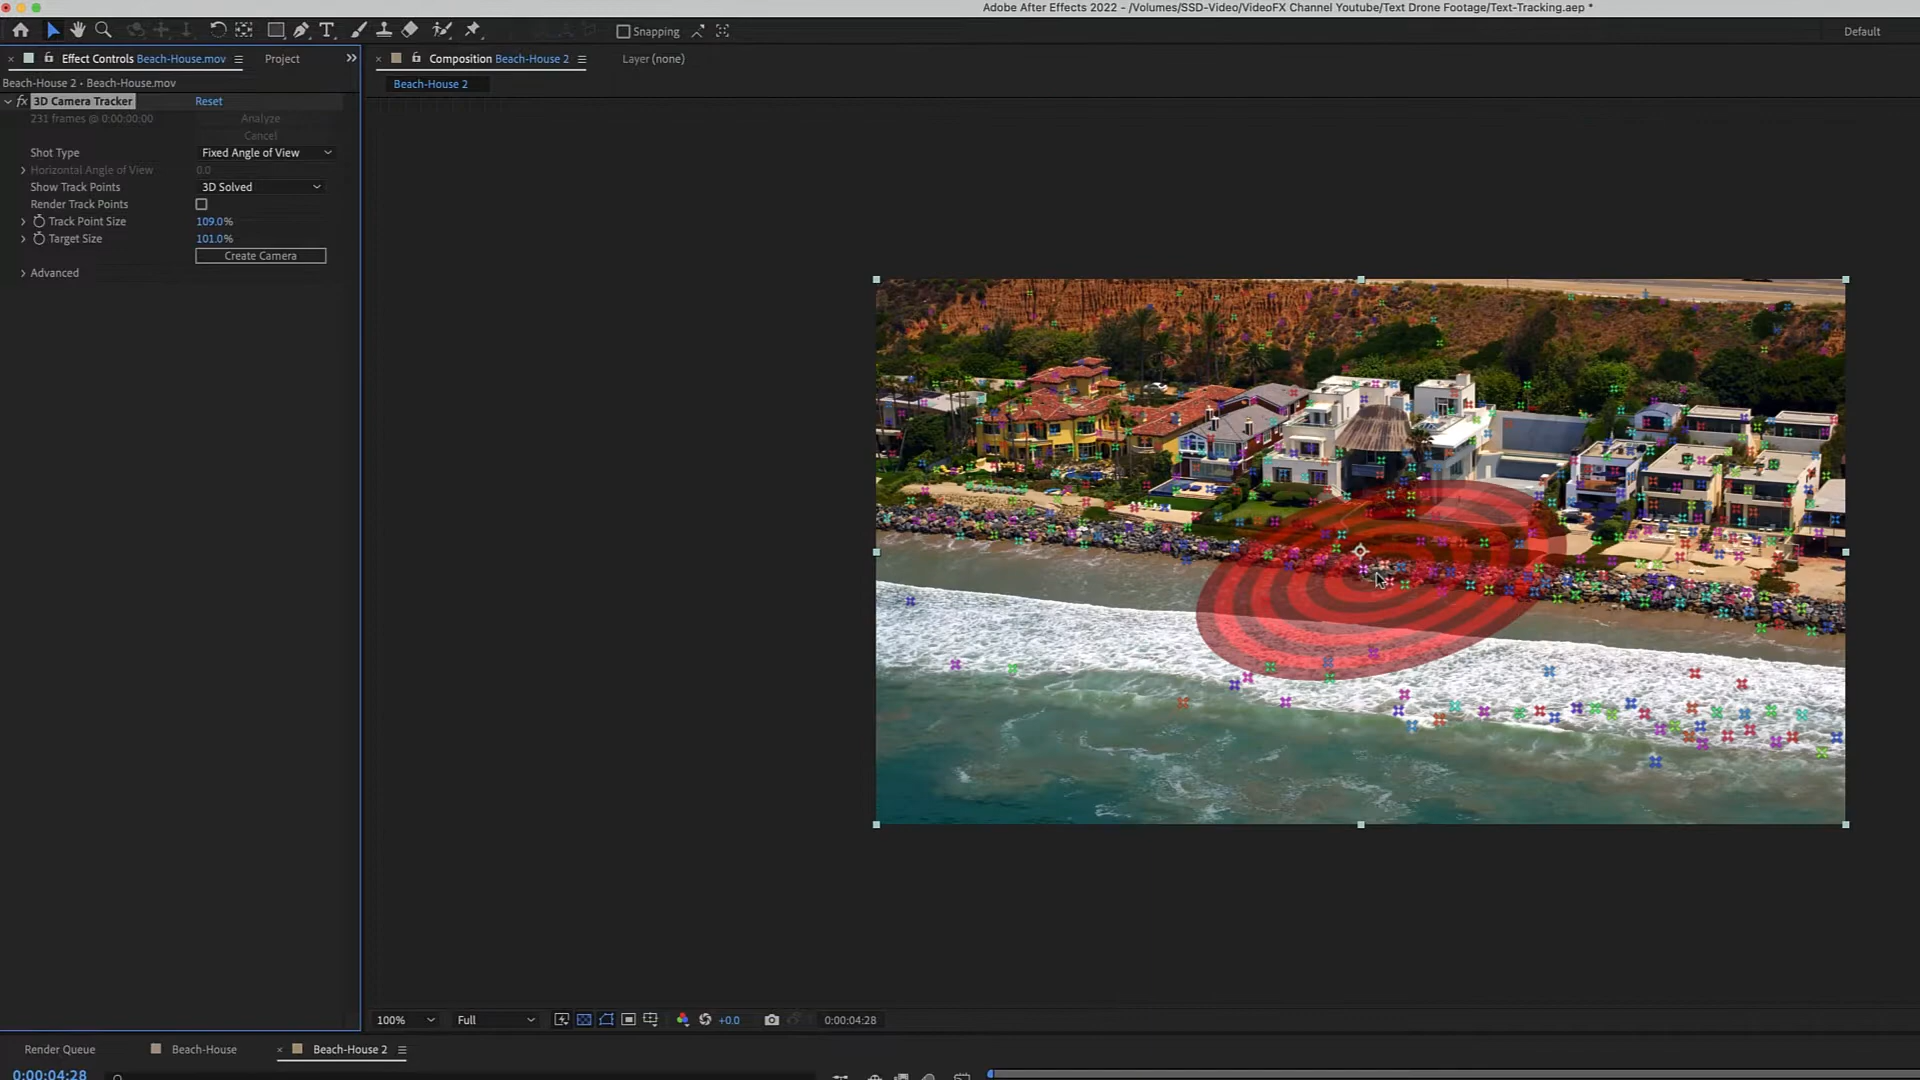 Adobe After Effects 2022 - /Volumes/SSD-Video/VideoFX Channel Youtube/Text Drone Footage/Text-Tracking.aep *
Snapping
Default
Effect Controls Beach-House.mov
Project
Composition Beach-House 2
Layer (none)
Beach-House 2 • Beach-House.mov
Beach-House 2
fx 3D Camera Tracker
Reset
231 frames @ 0:00:00:00
Analyze
Cancel
Shot Type
Fixed Angle of View
Horizontal Angle of View
0.0
Show Track Points
3D Solved
Render Track Points
Track Point Size
109.0%
Target Size
101.0%
Create Camera
Advanced
100%
Full
+0.0
0:00:04:28
Render Queue
Beach-House
Beach-House 2
0:00:04:28